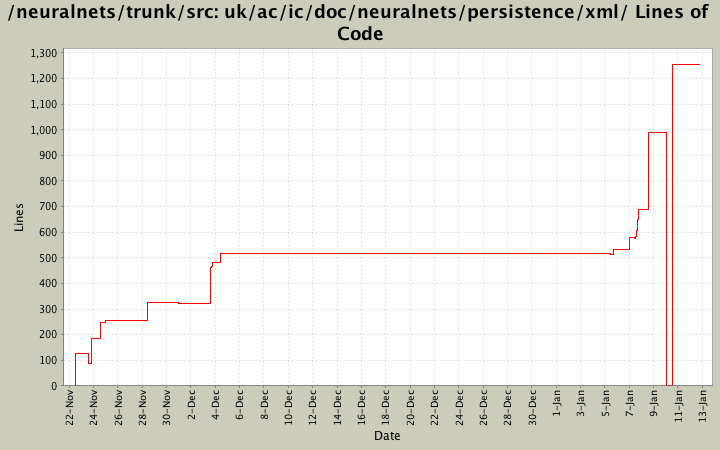 /neuralnets/trunk/src: uk/ac/ic/doc/neuralnets/persistence/xml/ Lines of
Code
1,300
1,200
1,100
1,000
900
800
700
600
500
400
300
200
100
0
Lines
22-Nov
24-Nov
26-Nov
28-Nov
30-Nov
2-Dec
4-Dec
6-Dec
8-Dec
10-Dec
12-Dec
14-Dec
16-Dec
18-Dec
20-Dec
22-Dec
24-Dec
26-Dec
28-Dec
30-Dec
1-Jan
3-Jan
5-Jan
7-Jan
9-Jan
11-Jan
13-Jan
Date